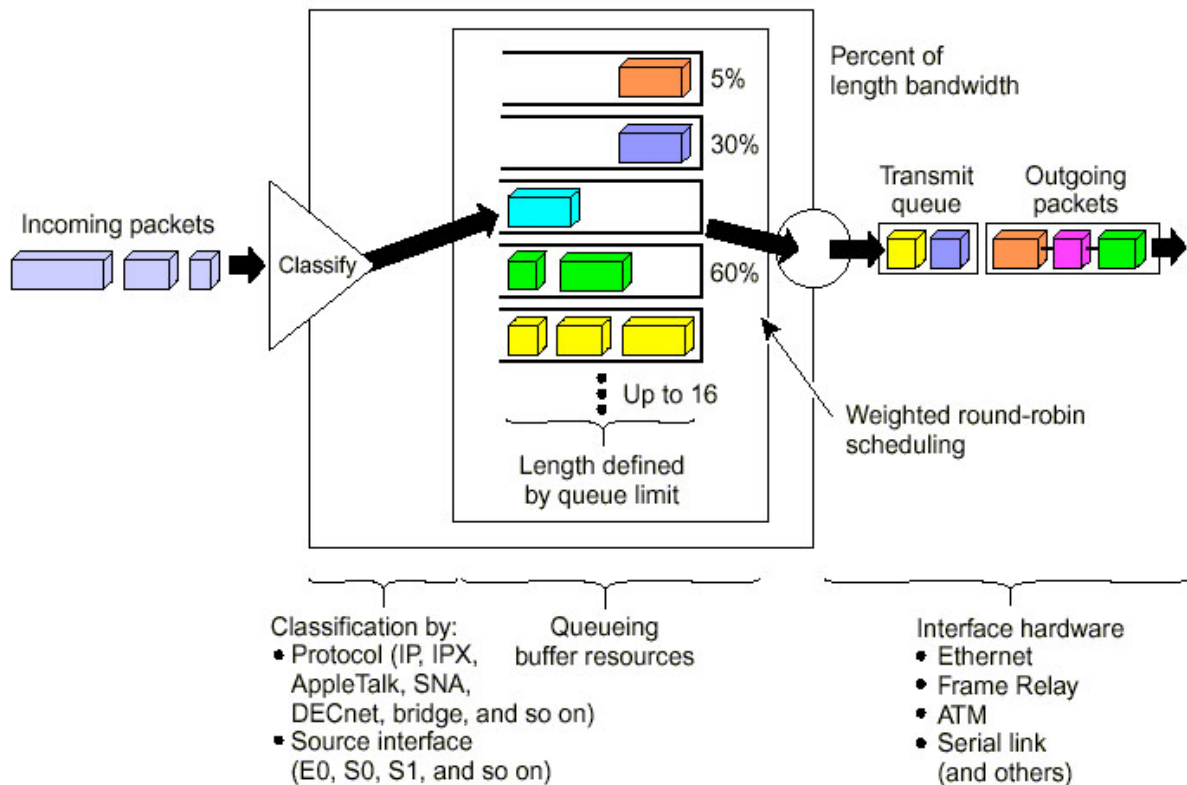 Percent of
length bandwidth
5%
30%
60%
Incoming packets
Classify
Transmit
queue
Outgoing
packets
Up to 16
Length defined
by queue limit
Weighted round-robin
scheduling
Classification by:
• Protocol (IP, IPX,
AppleTalk, SNA,
DECnet, bridge, and so on)
• Source interface
(E0, S0, S1, and so on)
Queueing
buffer resources
Interface hardware
• Ethernet
• Frame Relay
• ATM
• Serial link
(and others)